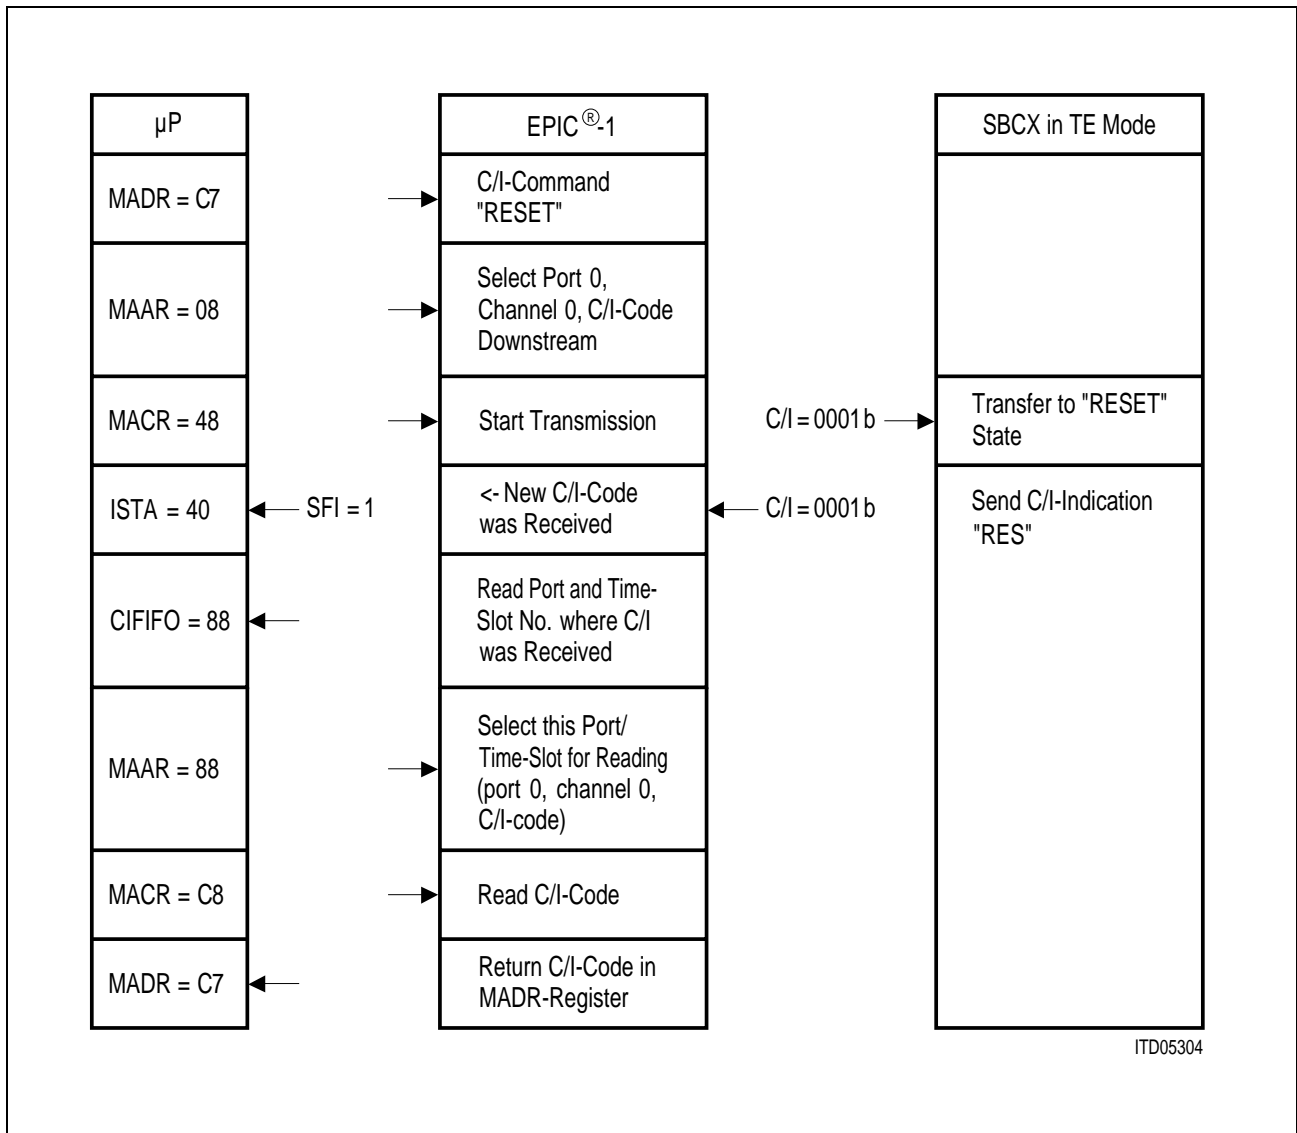 µP
EPIC®-1
SBCX in TE Mode
MADR = C7
C/I-Command
"RESET"
MAAR = 08
Select Port 0,
Channel 0, C/I-Code
Downstream
MACR = 48
Start Transmission
C/I = 0001b
Transfer to "RESET"
State
ISTA = 40
SFI = 1
<- New C/I-Code
was Received
C/I = 0001b
Send C/I-Indication
"RES"
CIFIFO = 88
Read Port and Time-
Slot No. where C/I
was Received
MAAR = 88
Select this Port/
Time-Slot for Reading
(port 0, channel 0,
C/I-code)
MACR = C8
Read C/I-Code
MADR = C7
Return C/I-Code in
MADR-Register
ITD05304